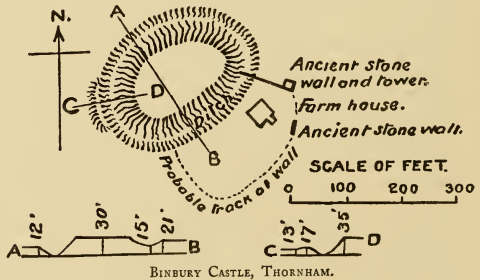 N.
A
Ancient stone
wall and tower.
D
C
Farm house.
Ancient stone wall.
B
Probable track of wall
SCALE OF FEET.
0 100 200 300
12' 30' 15' 21'
A B
13' 17' 35'
C D
BINBURY CASTLE, THORNHAM.